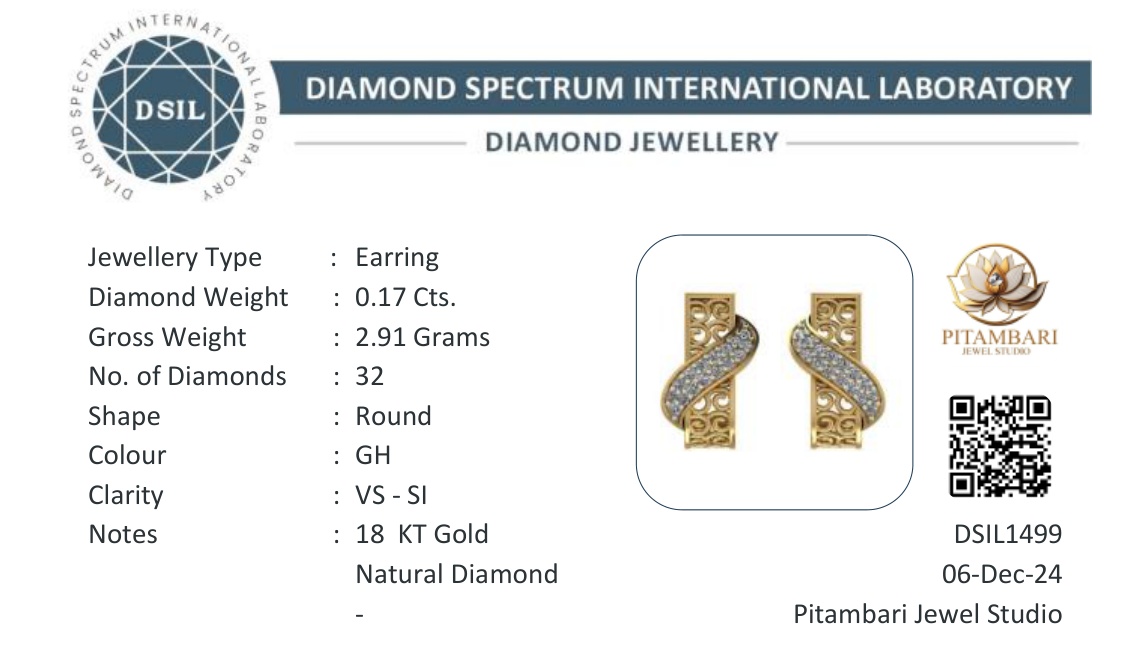 DIAMOND SPECTRUM INTERNATIONAL LABORATORY
DSIL
DIAMOND SPECTRUM INTERNATIONAL LABORATORY
DIAMOND JEWELLERY
Jewellery Type : Earring
Diamond Weight : 0.17 Cts.
Gross Weight : 2.91 Grams
No. of Diamonds : 32
Shape : Round
Colour : GH
Clarity : VS - SI
Notes : 18 KT Gold
Natural Diamond
-
PITAMBARI
JEWEL STUDIO
DSIL1499
06-Dec-24
Pitambari Jewel Studio